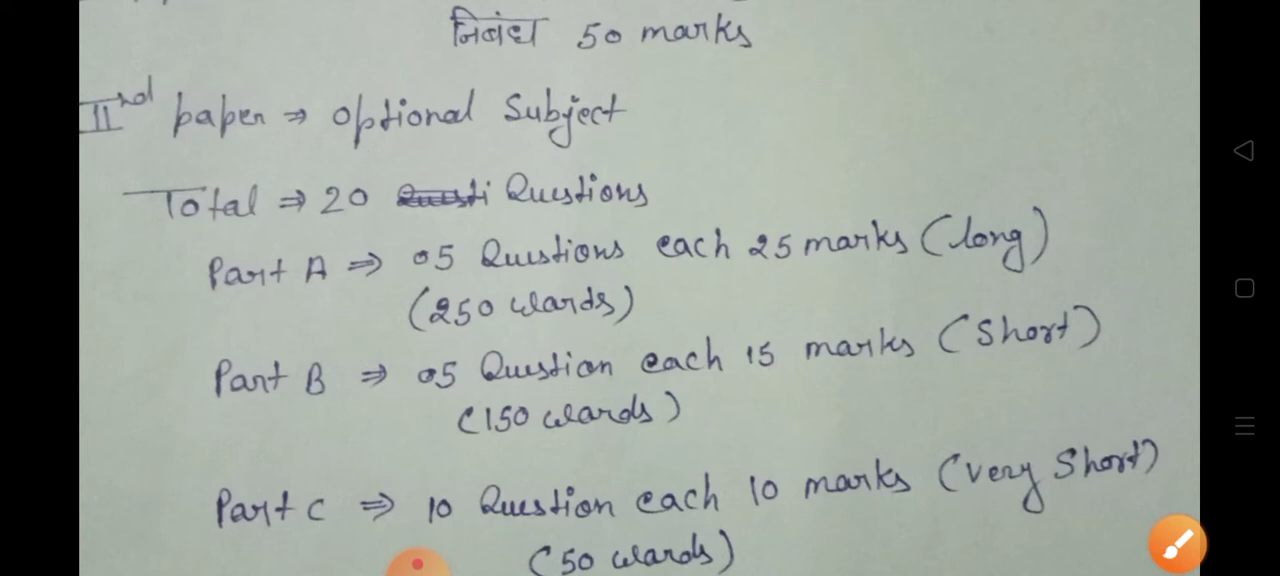 निबंध 50 marks
IInd paper ⇒ optional Subject
Total ⇒ 20 Questions
Part A ⇒ 05 Questions each 25 marks (long)
(250 words)
Part B ⇒ 05 Question each 15 marks (Short)
(150 words)
Part C ⇒ 10 Question each 10 marks (Very Short)
(50 words)